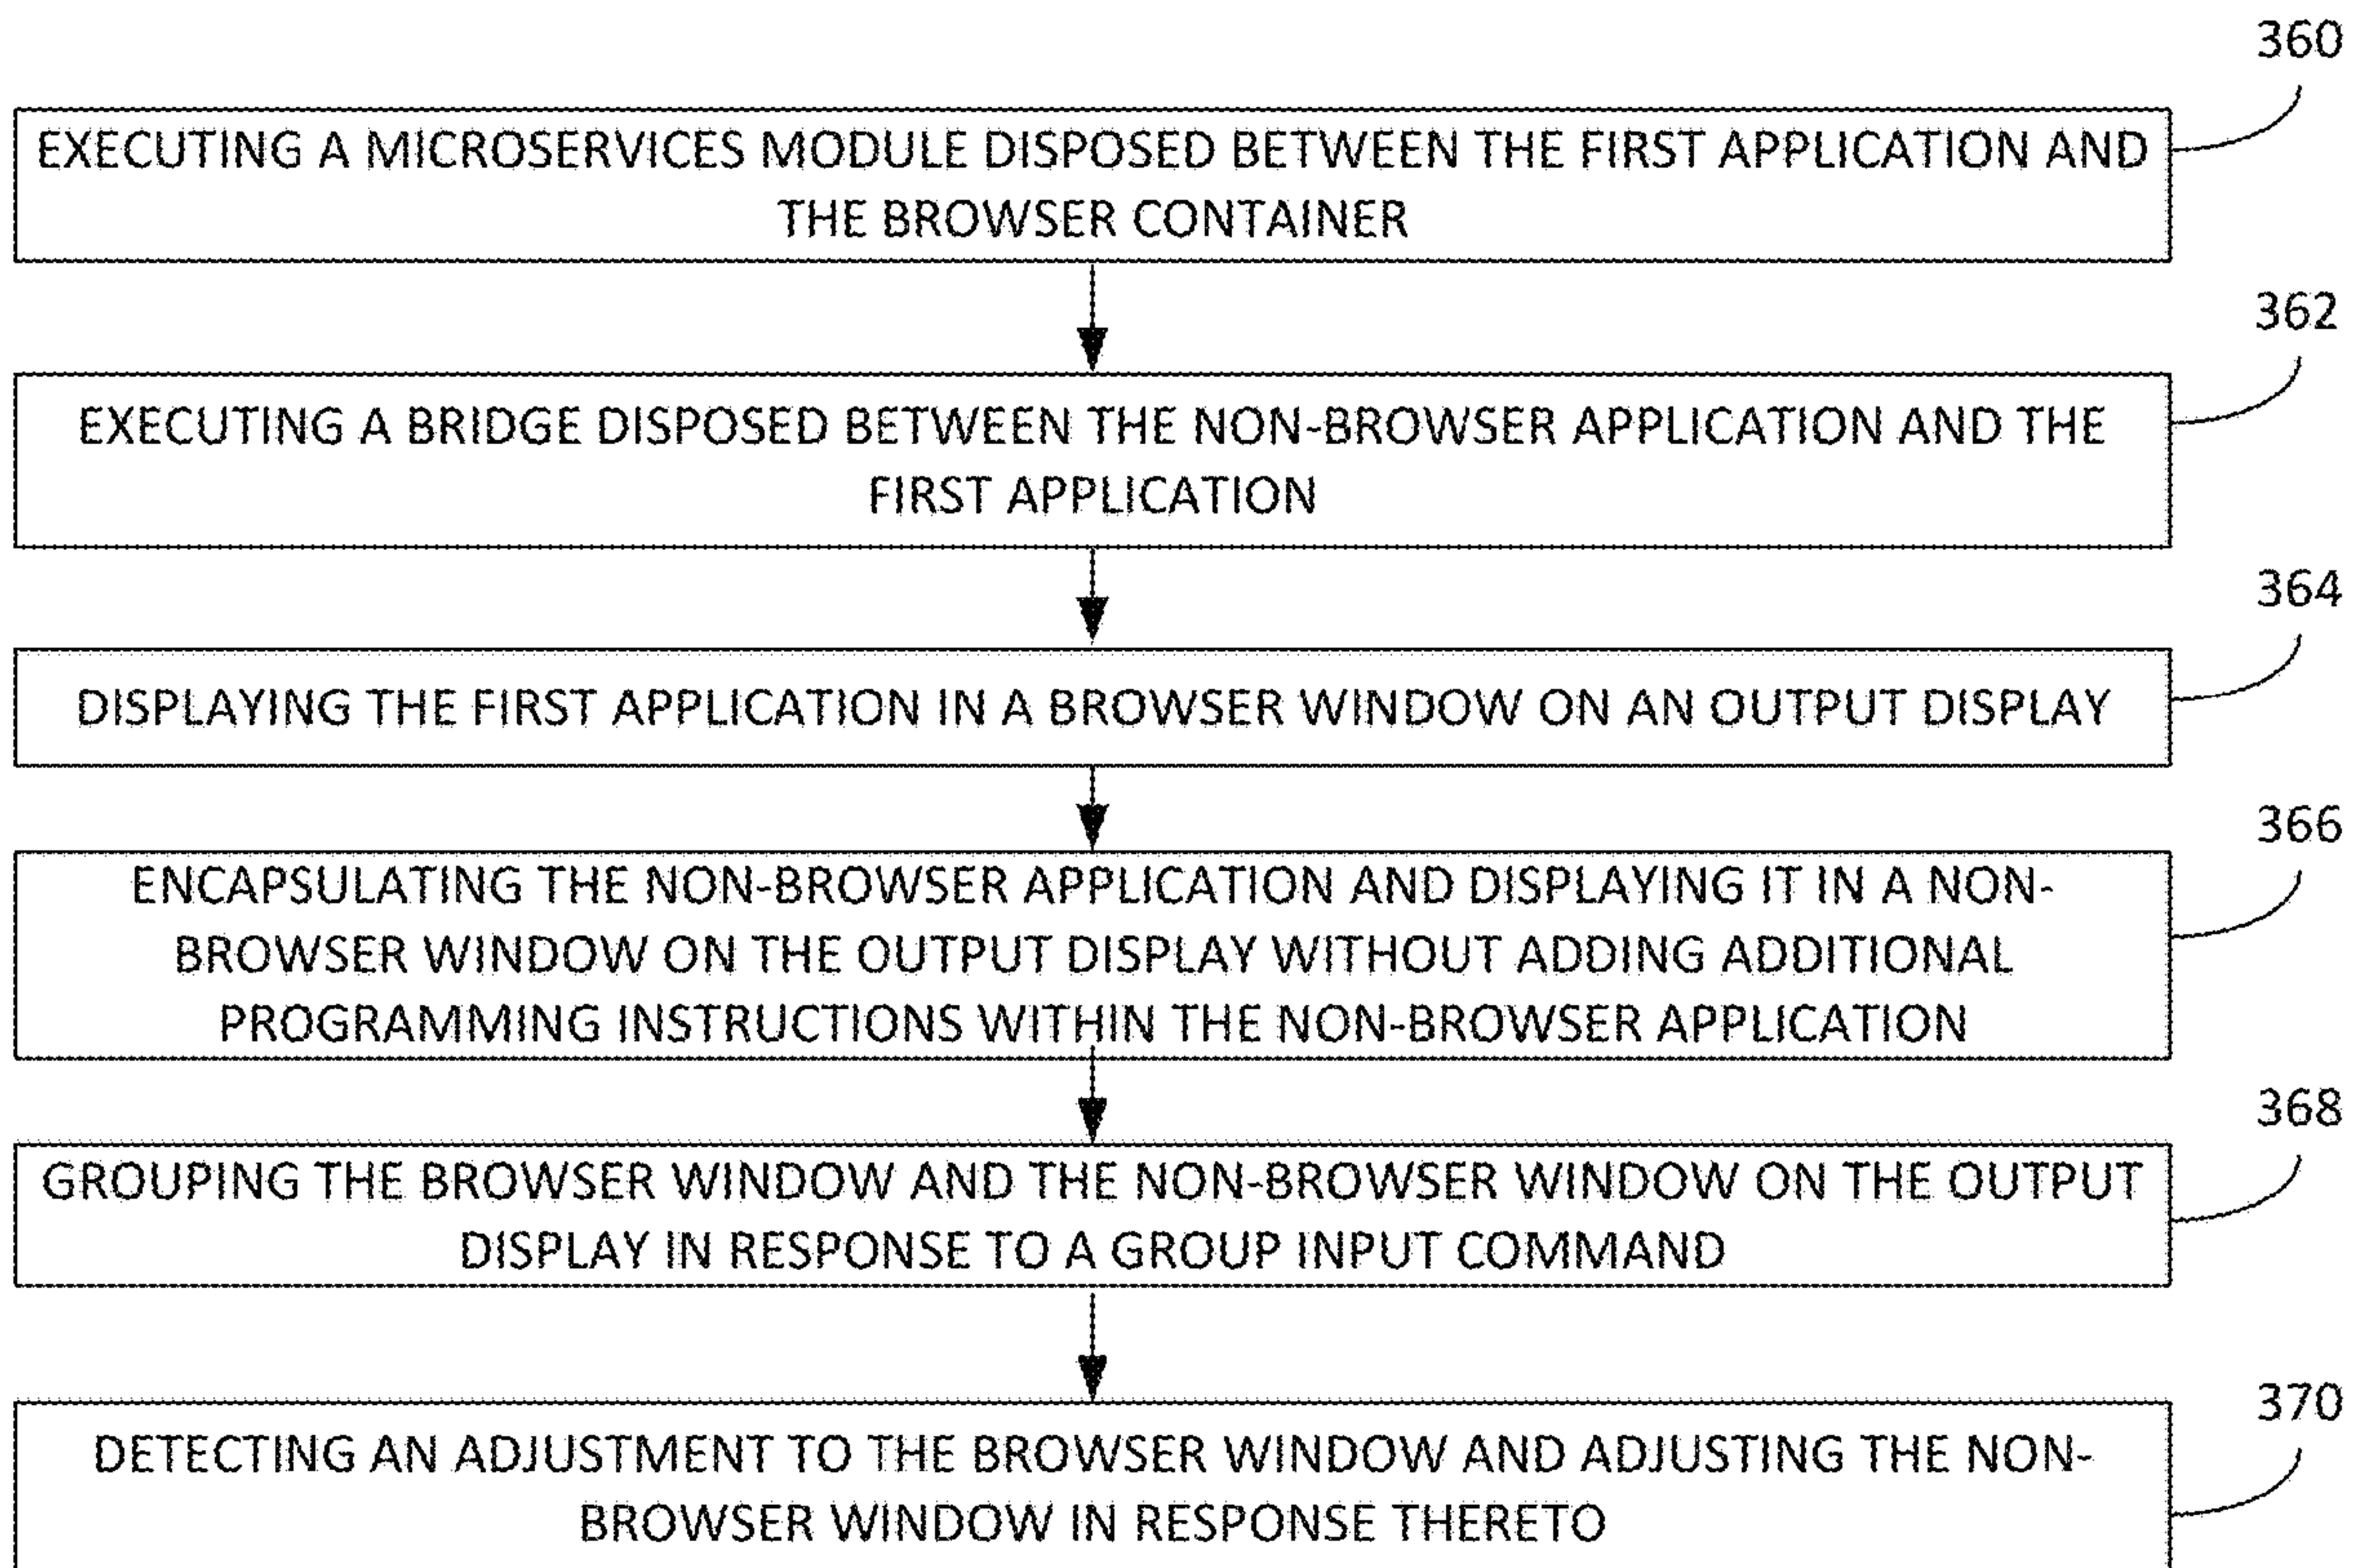 360
EXECUTING A MICROSERVICES MODULE DISPOSED BETWEEN THE FIRST APPLICATION AND
THE BROWSER CONTAINER
362
EXECUTING A BRIDGE DISPOSED BETWEEN THE NON-BROWSER APPLICATION AND THE
FIRST APPLICATION
364
DISPLAYING THE FIRST APPLICATION IN A BROWSER WINDOW ON AN OUTPUT DISPLAY
366
ENCAPSULATING THE NON-BROWSER APPLICATION AND DISPLAYING IT IN A NON-
BROWSER WINDOW ON THE OUTPUT DISPLAY WITHOUT ADDING ADDITIONAL
PROGRAMMING INSTRUCTIONS WITHIN THE NON-BROWSER APPLICATION
368
GROUPING THE BROWSER WINDOW AND THE NON-BROWSER WINDOW ON THE OUTPUT
DISPLAY IN RESPONSE TO A GROUP INPUT COMMAND
370
DETECTING AN ADJUSTMENT TO THE BROWSER WINDOW AND ADJUSTING THE NON-
BROWSER WINDOW IN RESPONSE THERETO